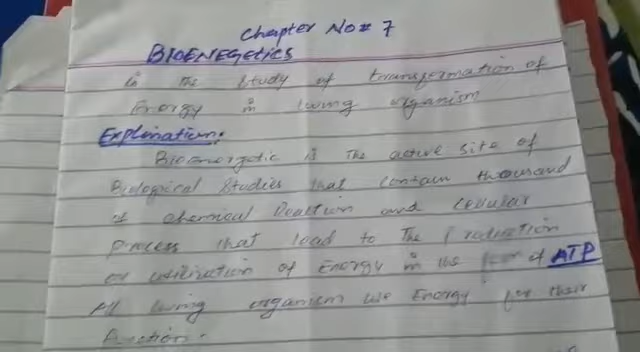 Chapter No# 7
BIOENEGETICS
is the study of transformation of
Energy in living organism
Explination:
Bioenergetic is the active site of
Biological studies that contain thousand
of chemical Reaction and cellular
process that lead to the Production
or utilization of Energy in the form of ATP
All living organism use Energy for their
function.